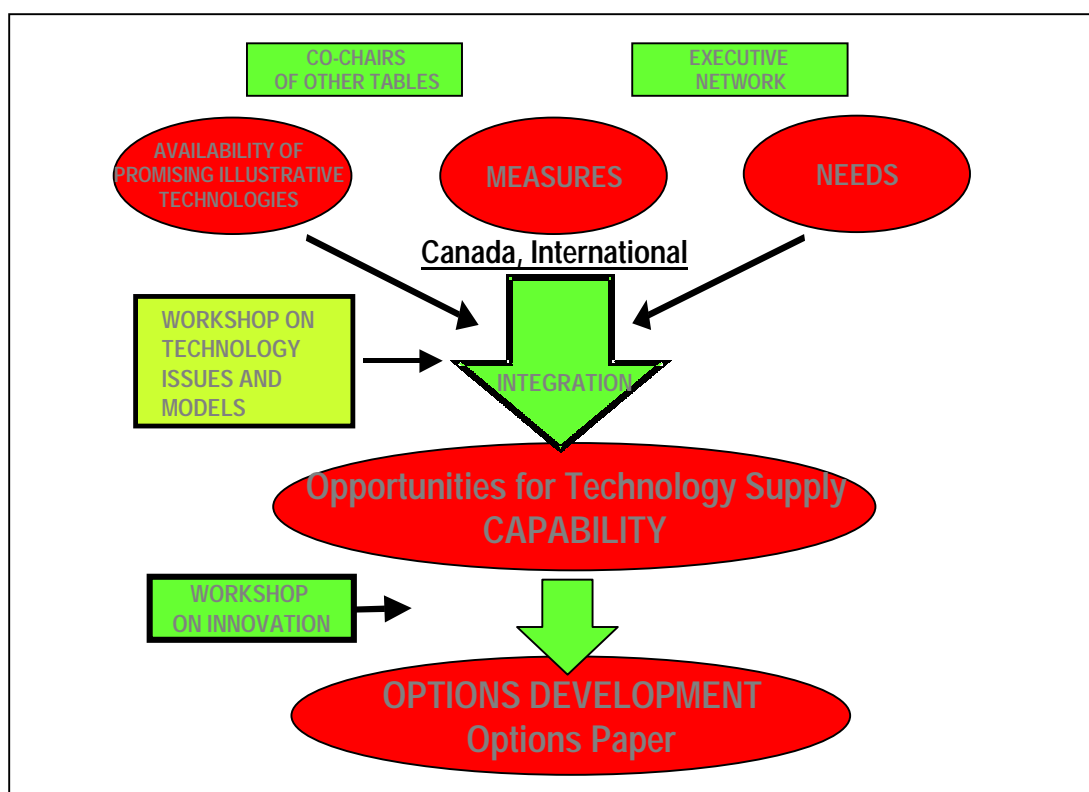 CO-CHAIRS
OF OTHER TABLES
EXECUTIVE
NETWORK
AVAILABILITY OF
PROMISING ILLUSTRATIVE
TECHNOLOGIES
MEASURES
NEEDS
Canada, International
WORKSHOP ON
TECHNOLOGY
ISSUES AND
MODELS
INTEGRATION
Opportunities for Technology Supply
CAPABILITY
WORKSHOP
ON INNOVATION
OPTIONS DEVELOPMENT
Options Paper